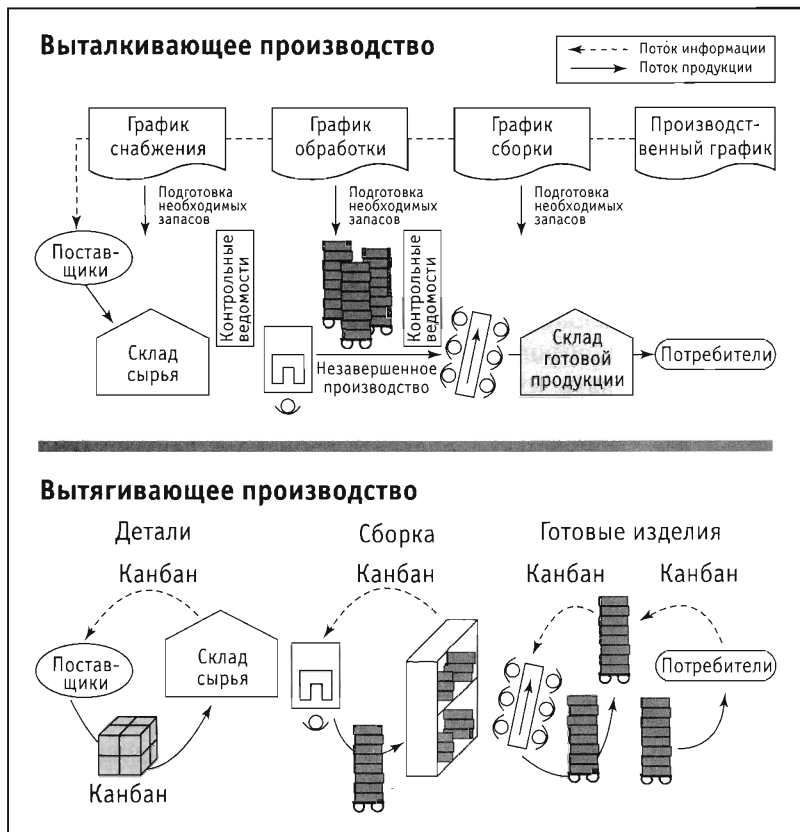 Выталкивающее производство
Поток информации
Поток продукции
График
снабжения
График
обработки
График
сборки
Производст-
венный график
Подготовка
необходимых
запасов
Подготовка
необходимых
запасов
Подготовка
необходимых
запасов
Постав-
щики
Контрольные
ведомости
Контрольные
ведомости
Склад
сырья
Незавершенное
производство
Склад
готовой
продукции
Потребители
Вытягивающее производство
Детали
Сборка
Готовые изделия
Канбан
Канбан
Канбан
Канбан
Постав-
щики
Склад
сырья
Потребители
Канбан